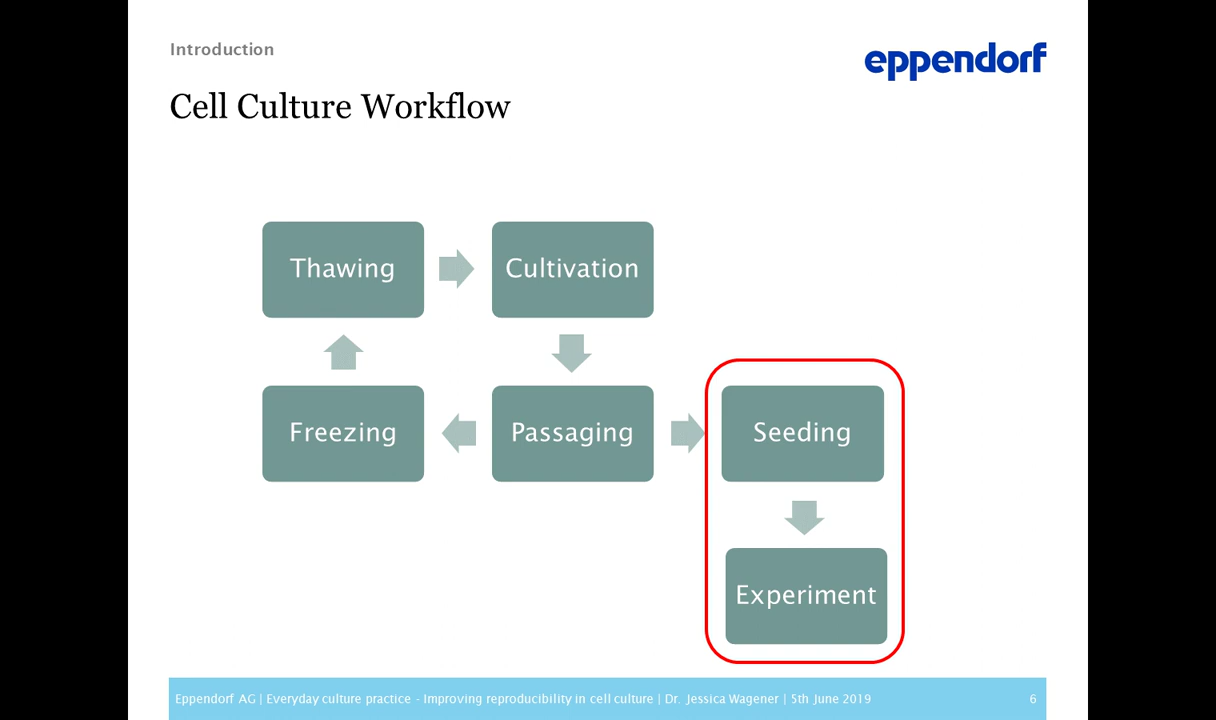 Introduction
eppendorf
Cell Culture Workflow
Thawing
Cultivation
Freezing
Passaging
Seeding
Experiment
Eppendorf AG | Everyday culture practice - Improving reproducibility in cell culture | Dr. Jessica Wagener | 5th June 2019
6